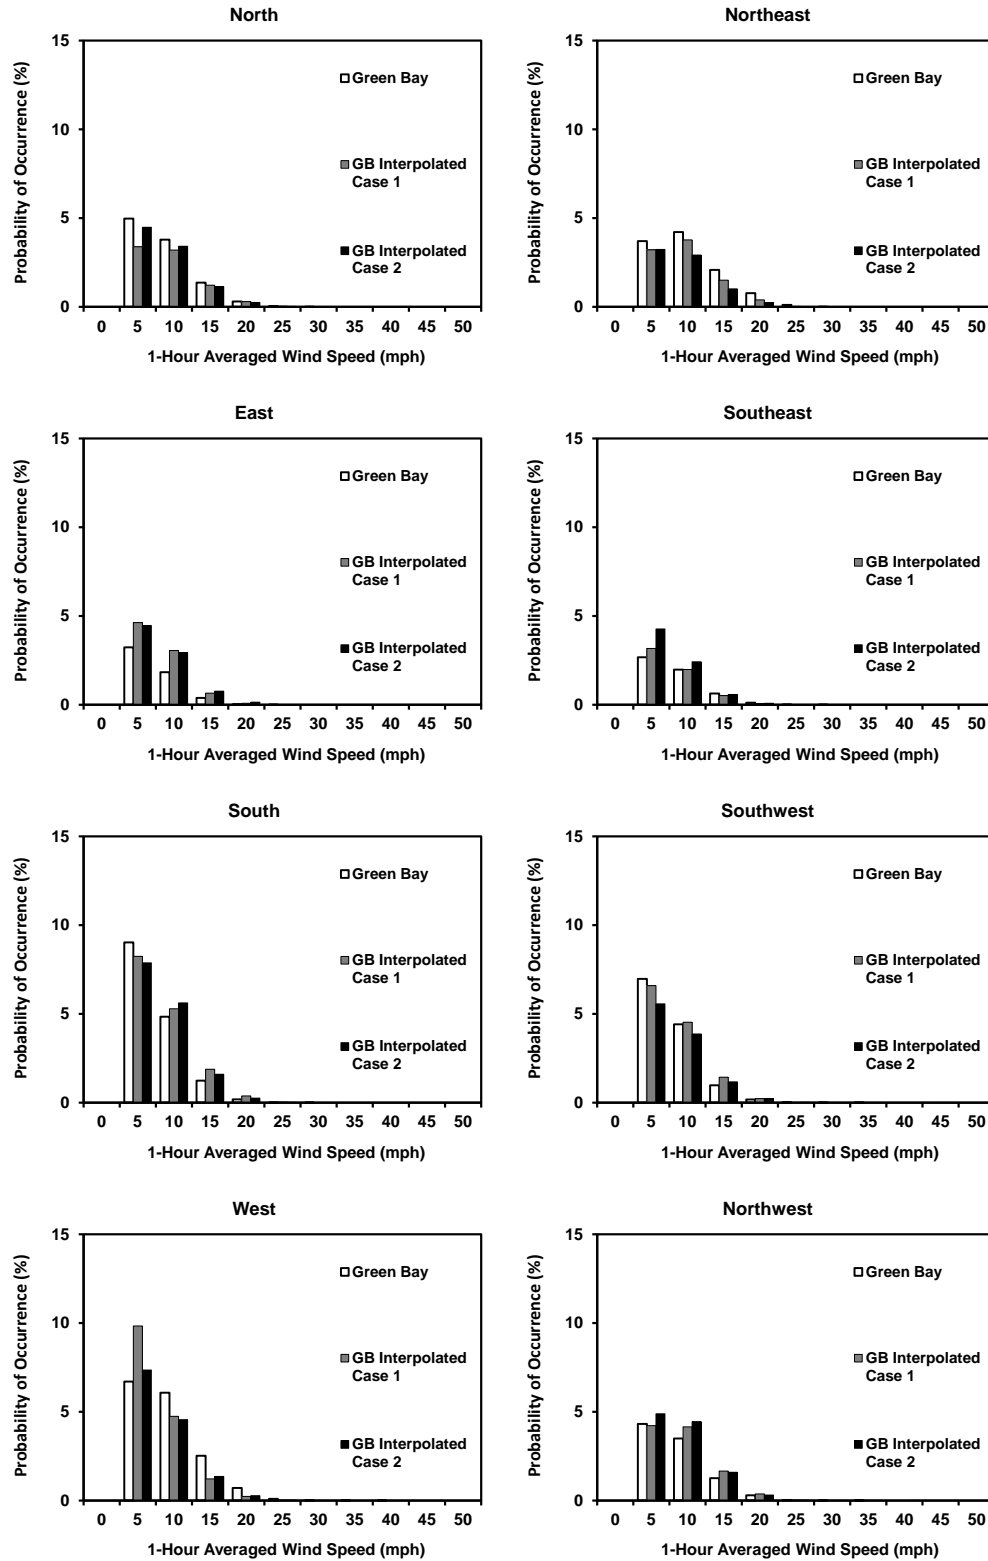 North
Probability of Occurrence (%)
15
10
5
0
Green Bay
GB Interpolated
Case 1
GB Interpolated
Case 2
0 5 10 15 20 25 30 35 40 45 50
1-Hour Averaged Wind Speed (mph)
Northeast
Probability of Occurrence (%)
15
10
5
0
Green Bay
GB Interpolated
Case 1
GB Interpolated
Case 2
0 5 10 15 20 25 30 35 40 45 50
1-Hour Averaged Wind Speed (mph)
East
Probability of Occurrence (%)
15
10
5
0
Green Bay
GB Interpolated
Case 1
GB Interpolated
Case 2
0 5 10 15 20 25 30 35 40 45 50
1-Hour Averaged Wind Speed (mph)
Southeast
Probability of Occurrence (%)
15
10
5
0
Green Bay
GB Interpolated
Case 1
GB Interpolated
Case 2
0 5 10 15 20 25 30 35 40 45 50
1-Hour Averaged Wind Speed (mph)
South
Probability of Occurrence (%)
15
10
5
0
Green Bay
GB Interpolated
Case 1
GB Interpolated
Case 2
0 5 10 15 20 25 30 35 40 45 50
1-Hour Averaged Wind Speed (mph)
Southwest
Probability of Occurrence (%)
15
10
5
0
Green Bay
GB Interpolated
Case 1
GB Interpolated
Case 2
0 5 10 15 20 25 30 35 40 45 50
1-Hour Averaged Wind Speed (mph)
West
Probability of Occurrence (%)
15
10
5
0
Green Bay
GB Interpolated
Case 1
GB Interpolated
Case 2
0 5 10 15 20 25 30 35 40 45 50
1-Hour Averaged Wind Speed (mph)
Northwest
Probability of Occurrence (%)
15
10
5
0
Green Bay
GB Interpolated
Case 1
GB Interpolated
Case 2
0 5 10 15 20 25 30 35 40 45 50
1-Hour Averaged Wind Speed (mph)